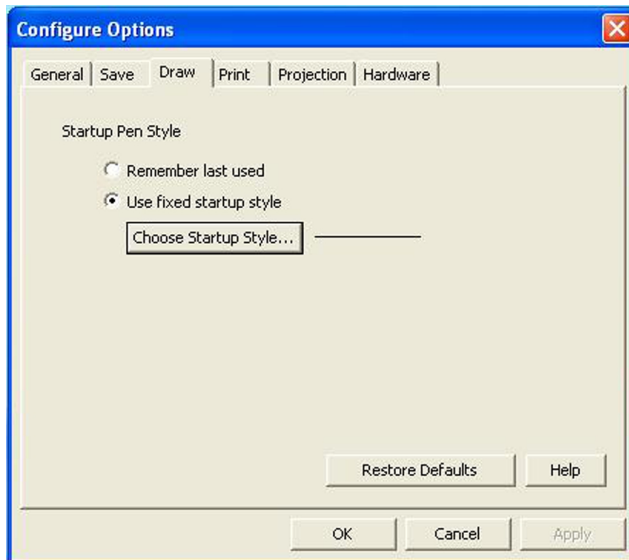 Configure Options
General Save Draw Print Projection Hardware
Startup Pen Style
Remember last used
Use fixed startup style
Choose Startup Style...
Restore Defaults Help
OK Cancel Apply